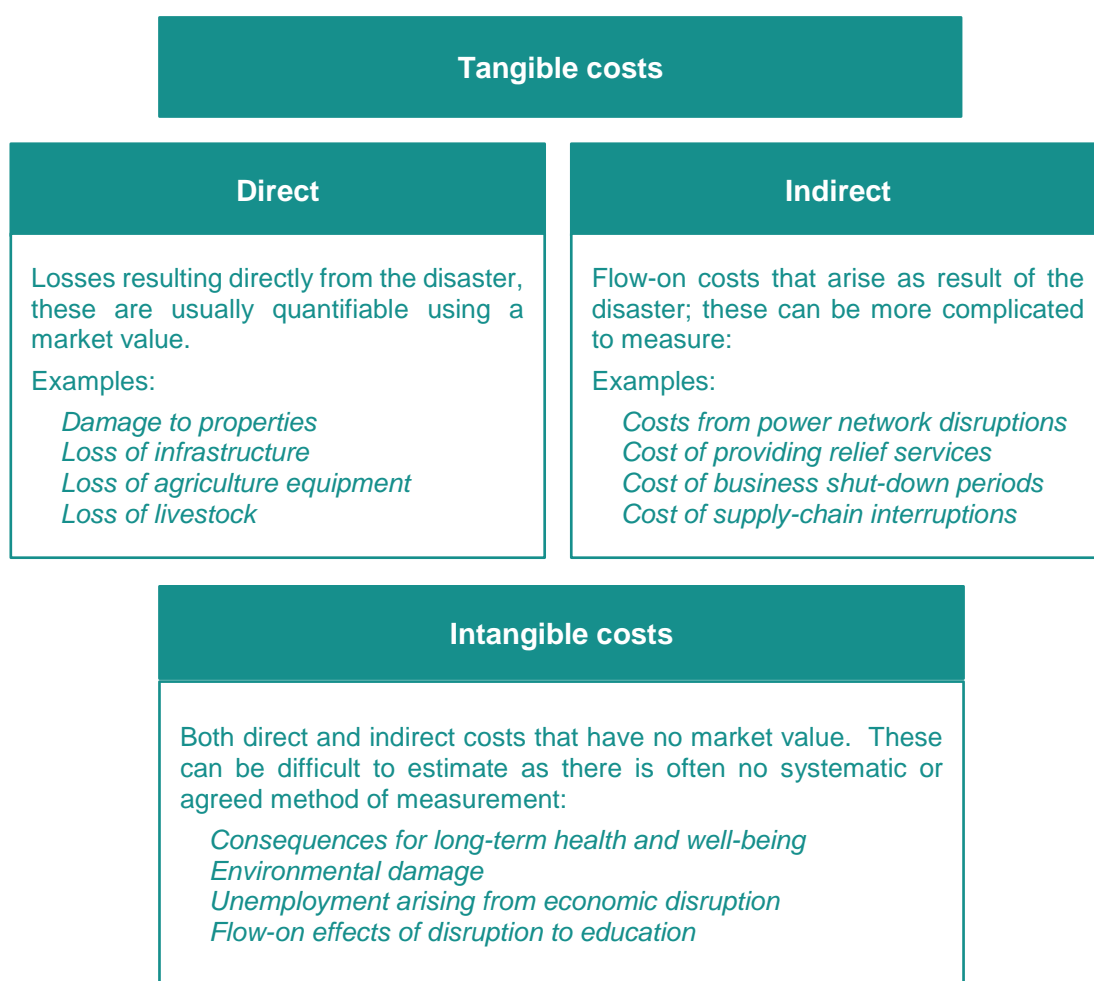 Tangible costs
Direct
Losses resulting directly from the disaster,
these are usually quantifiable using a
market value.
Examples:
Damage to properties
Loss of infrastructure
Loss of agriculture equipment
Loss of livestock
Indirect
Flow-on costs that arise as result of the
disaster; these can be more complicated
to measure:
Examples:
Costs from power network disruptions
Cost of providing relief services
Cost of business shut-down periods
Cost of supply-chain interruptions
Intangible costs
Both direct and indirect costs that have no market value.  These
can be difficult to estimate as there is often no systematic or
agreed method of measurement:
Consequences for long-term health and well-being
Environmental damage
Unemployment arising from economic disruption
Flow-on effects of disruption to education